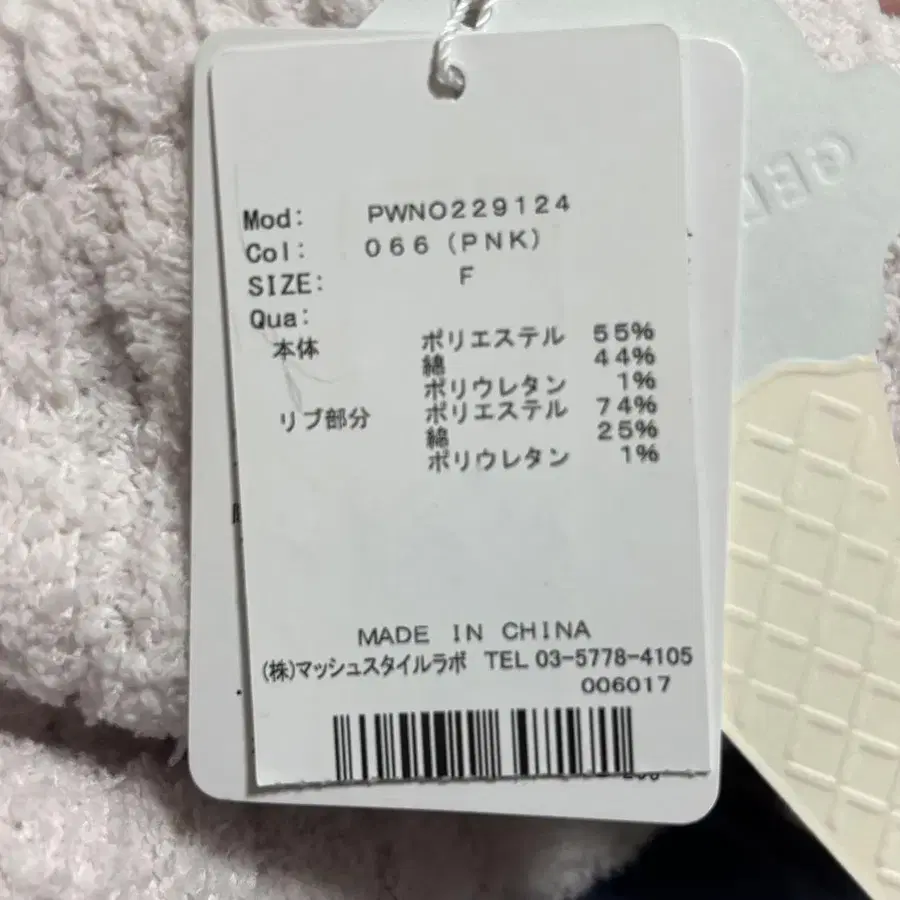 Mod: PWNO229124
Col: 066 (PNK)
SIZE: F
Qua:
本体 ポリエステル 55%
綿 44%
ポリウレタン 1%
リブ部分 ポリエステル 74%
綿 25%
ポリウレタン 1%
MADE IN CHINA
(株)マッシュスタイルラボ TEL 03-5778-4105
006017